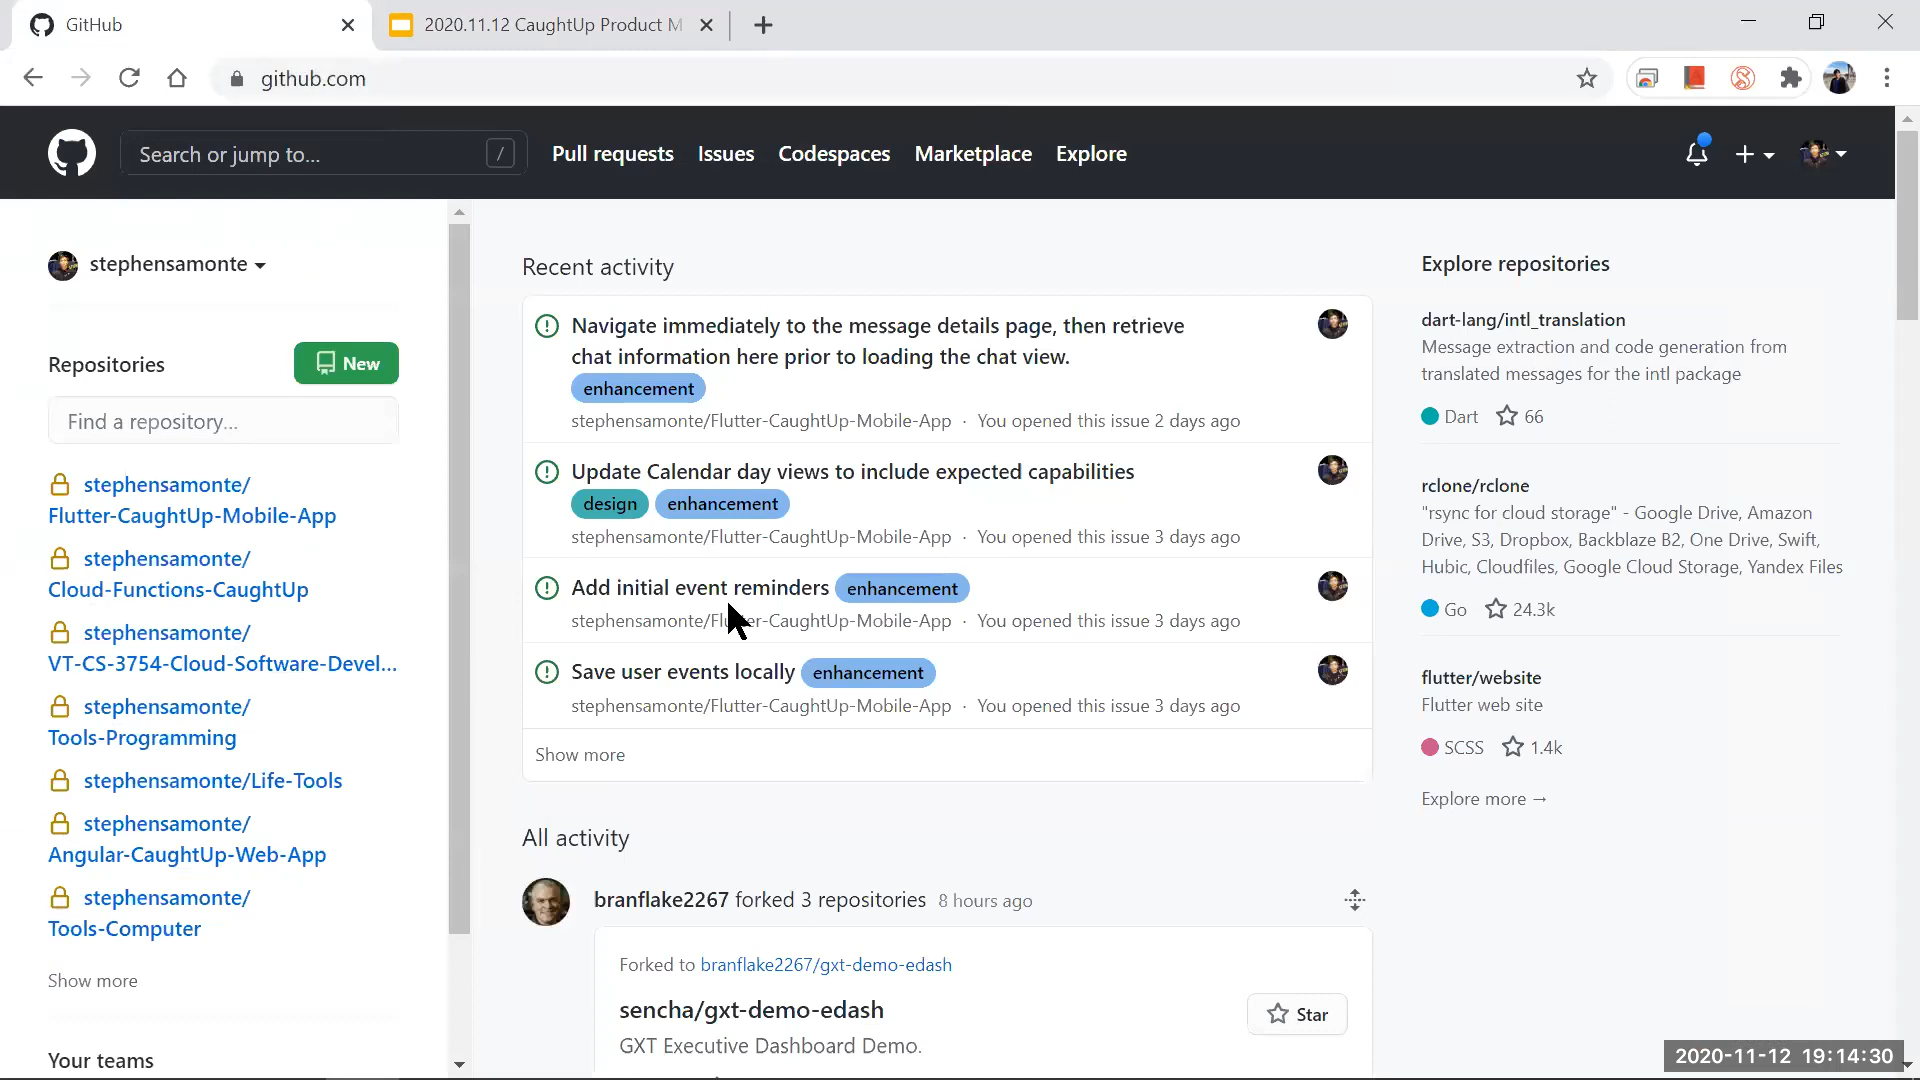 GitHub
2020.11.12 CaughtUp Product M
github.com
Search or jump to...
/
Pull requests
Issues
Codespaces
Marketplace
Explore
stephensamonte
Repositories
New
Find a repository...
stephensamonte/
Flutter-CaughtUp-Mobile-App
stephensamonte/
Cloud-Functions-CaughtUp
stephensamonte/
VT-CS-3754-Cloud-Software-Devel...
stephensamonte/
Tools-Programming
stephensamonte/Life-Tools
stephensamonte/
Angular-CaughtUp-Web-App
stephensamonte/
Tools-Computer
Show more
Your teams
Recent activity
Navigate immediately to the message details page, then retrieve
chat information here prior to loading the chat view.
enhancement
stephensamonte/Flutter-CaughtUp-Mobile-App · You opened this issue 2 days ago
Update Calendar day views to include expected capabilities
design enhancement
stephensamonte/Flutter-CaughtUp-Mobile-App · You opened this issue 3 days ago
Add initial event reminders enhancement
stephensamonte/Flutter-CaughtUp-Mobile-App · You opened this issue 3 days ago
Save user events locally enhancement
stephensamonte/Flutter-CaughtUp-Mobile-App · You opened this issue 3 days ago
Show more
All activity
branflake2267 forked 3 repositories 8 hours ago
Forked to branflake2267/gxt-demo-edash
sencha/gxt-demo-edash
Star
GXT Executive Dashboard Demo.
Explore repositories
dart-lang/intl_translation
Message extraction and code generation from
translated messages for the intl package
Dart 66
rclone/rclone
"rsync for cloud storage" - Google Drive, Amazon
Drive, S3, Dropbox, Backblaze B2, One Drive, Swift,
Hubic, Cloudfiles, Google Cloud Storage, Yandex Files
Go 24.3k
flutter/website
Flutter web site
SCSS 1.4k
Explore more →
2020-11-12 19:14:30